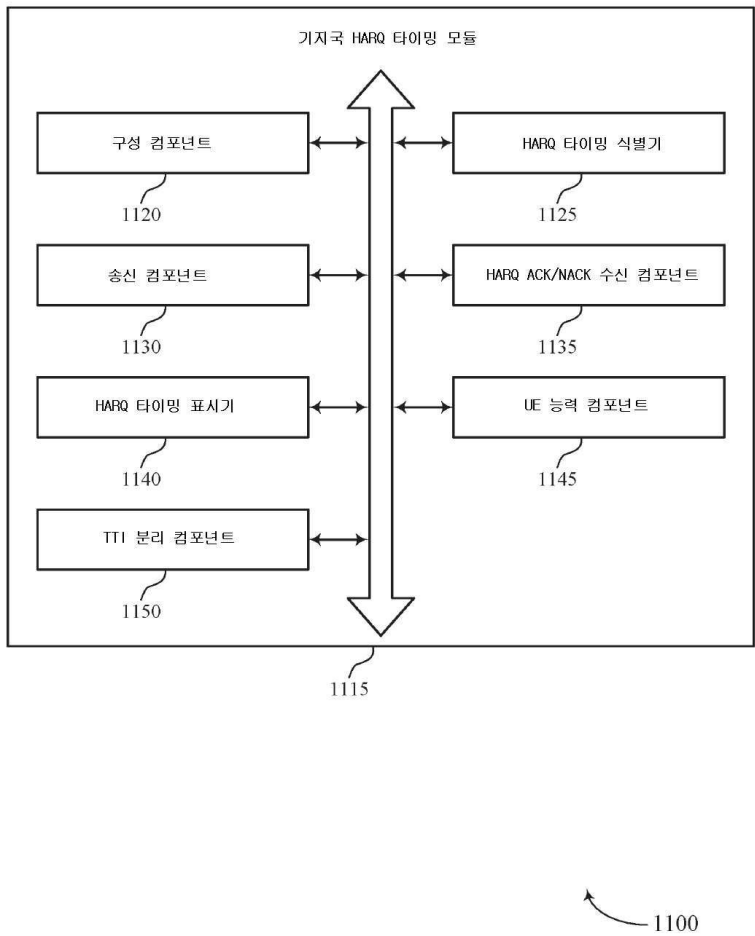 기지국 HARQ 타이밍 모듈
구성 컴포넌트
1120
HARQ 타이밍 식별기
1125
송신 컴포넌트
1130
HARQ ACK/NACK 수신 컴포넌트
1135
HARQ 타이밍 표시기
1140
UE 능력 컴포넌트
1145
TTI 분리 컴포넌트
1150
1115
1100